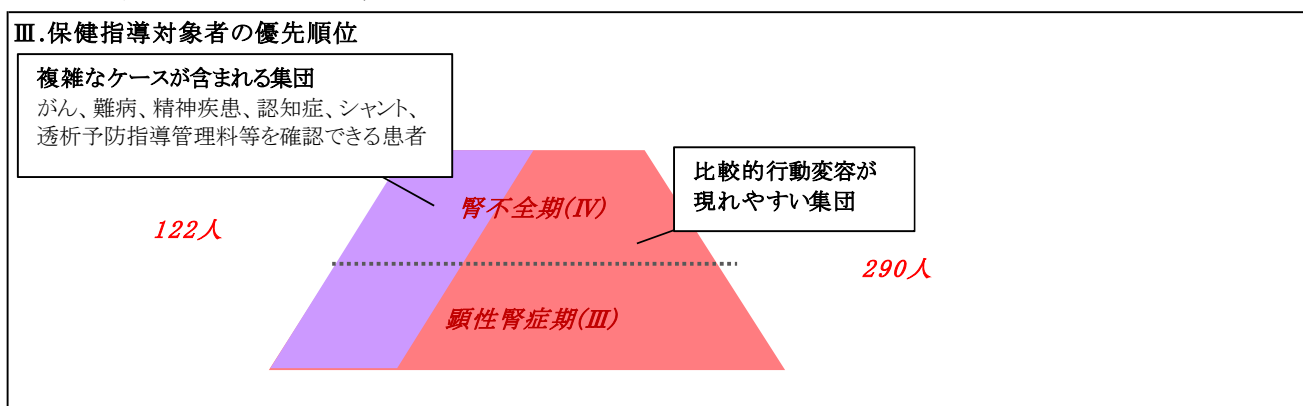 Ⅲ.保健指導対象者の優先順位
複雑なケースが含まれる集団
がん、難病、精神疾患、認知症、シャント、
透析予防指導管理料等を確認できる患者
比較的行動変容が
現れやすい集団
腎不全期(Ⅳ)
122人
290人
顕性腎症期(Ⅲ)